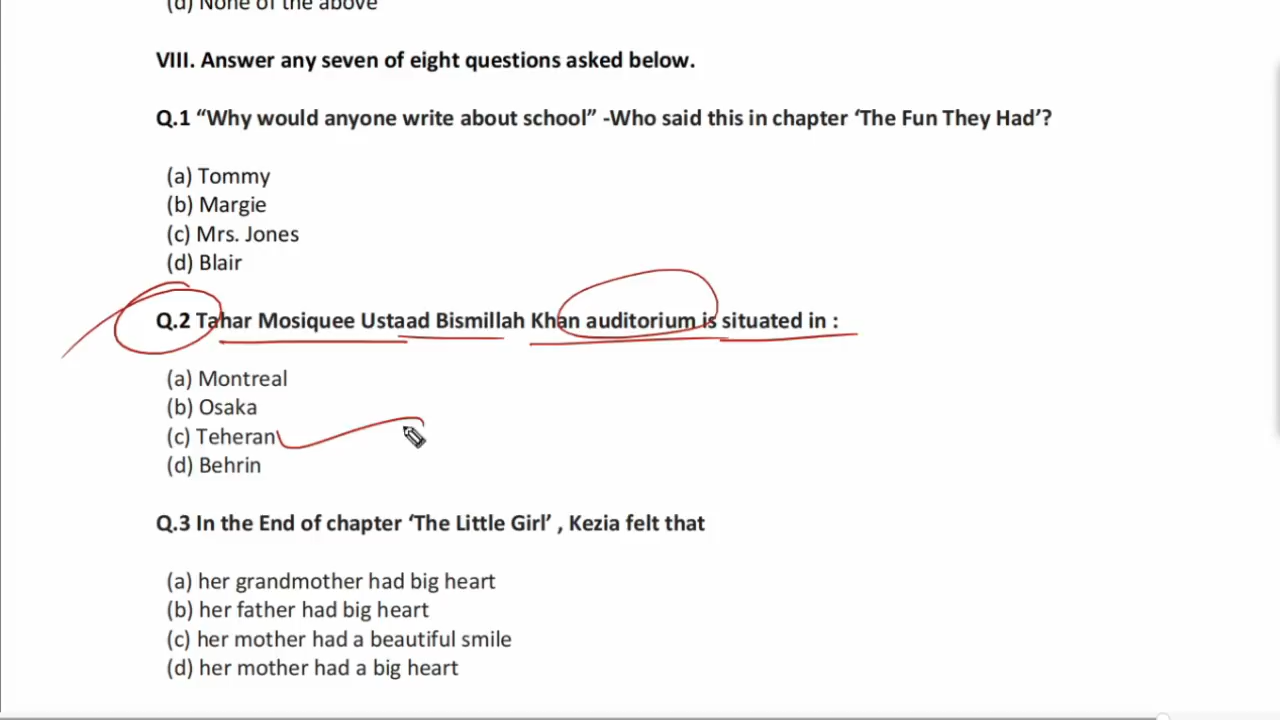 (d) None of the above
VIII. Answer any seven of eight questions asked below.
Q.1 “Why would anyone write about school” -Who said this in chapter ‘The Fun They Had’?
(a) Tommy
(b) Margie
(c) Mrs. Jones
(d) Blair
Q.2 Tahar Mosiquee Ustaad Bismillah Khan auditorium is situated in :
(a) Montreal
(b) Osaka
(c) Teheran
(d) Behrin
Q.3 In the End of chapter ‘The Little Girl’ , Kezia felt that
(a) her grandmother had big heart
(b) her father had big heart
(c) her mother had a beautiful smile
(d) her mother had a big heart